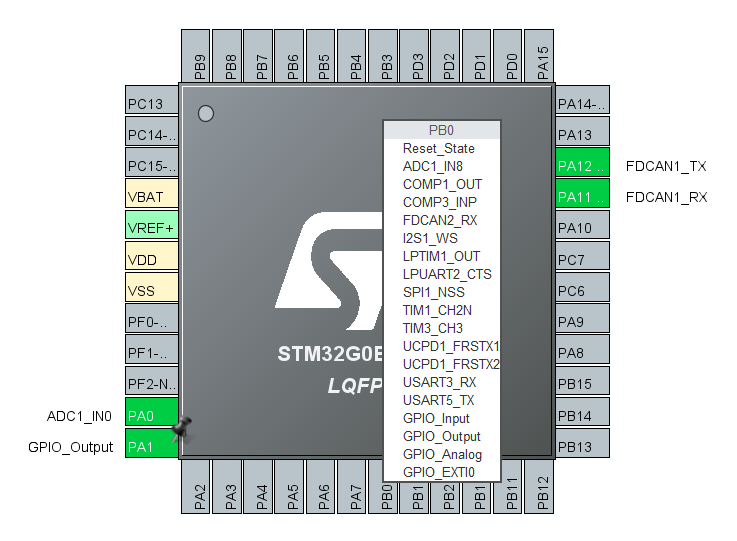 PB9
PB8
PB7
PB6
PB5
PB4
PB3
PD3
PD2
PD1
PD0
PA15
PC13
PC14-..
PC15-..
VBAT
VREF+
VDD
VSS
PF0-..
PF1-..
PF2-N..
ADC1_IN0 PA0
GPIO_Output PA1
STM32G0
LQFP
PB0
Reset_State
ADC1_IN8
COMP1_OUT
COMP3_INP
FDCAN2_RX
I2S1_WS
LPTIM1_OUT
LPUART2_CTS
SPI1_NSS
TIM1_CH2N
TIM3_CH3
UCPD1_FRSTX1
UCPD1_FRSTX2
USART3_RX
USART5_TX
GPIO_Input
GPIO_Output
GPIO_Analog
GPIO_EXTI0
PA14-..
PA13
PA12 .. FDCAN1_TX
PA11 .. FDCAN1_RX
PA10
PC7
PC6
PA9
PA8
PB15
PB14
PB13
PA2
PA3
PA4
PA5
PA6
PA7
PB0
PB1
PB2
PB1
PB11
PB12